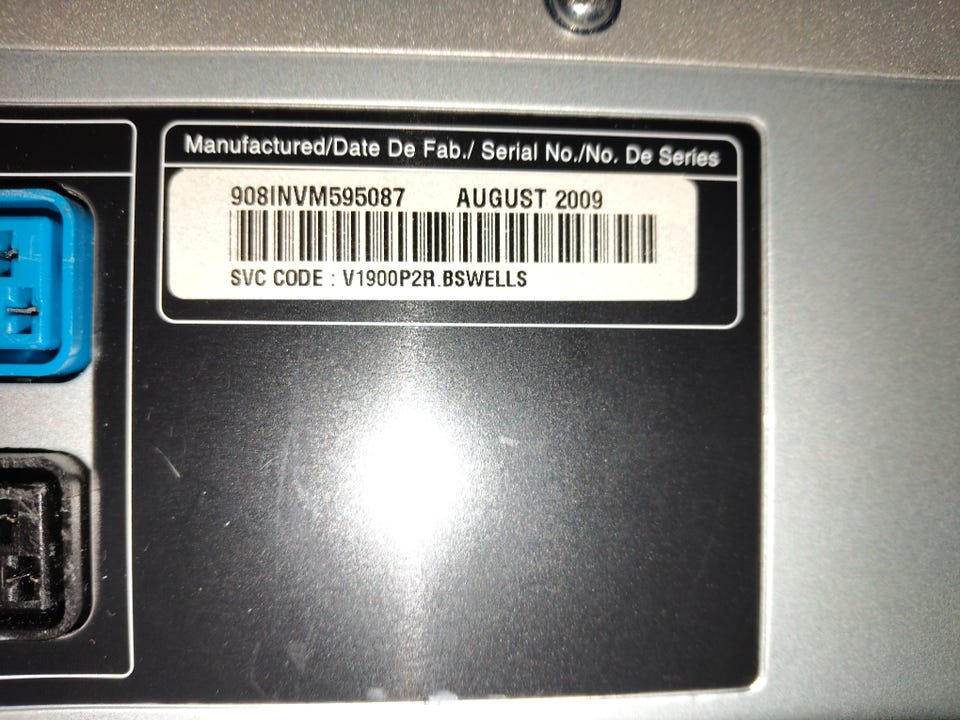 Manufactured/Date De Fab./ Serial No./No. De Series
908INVM595087 AUGUST 2009
SVC CODE : V1900P2R.BSWELLS